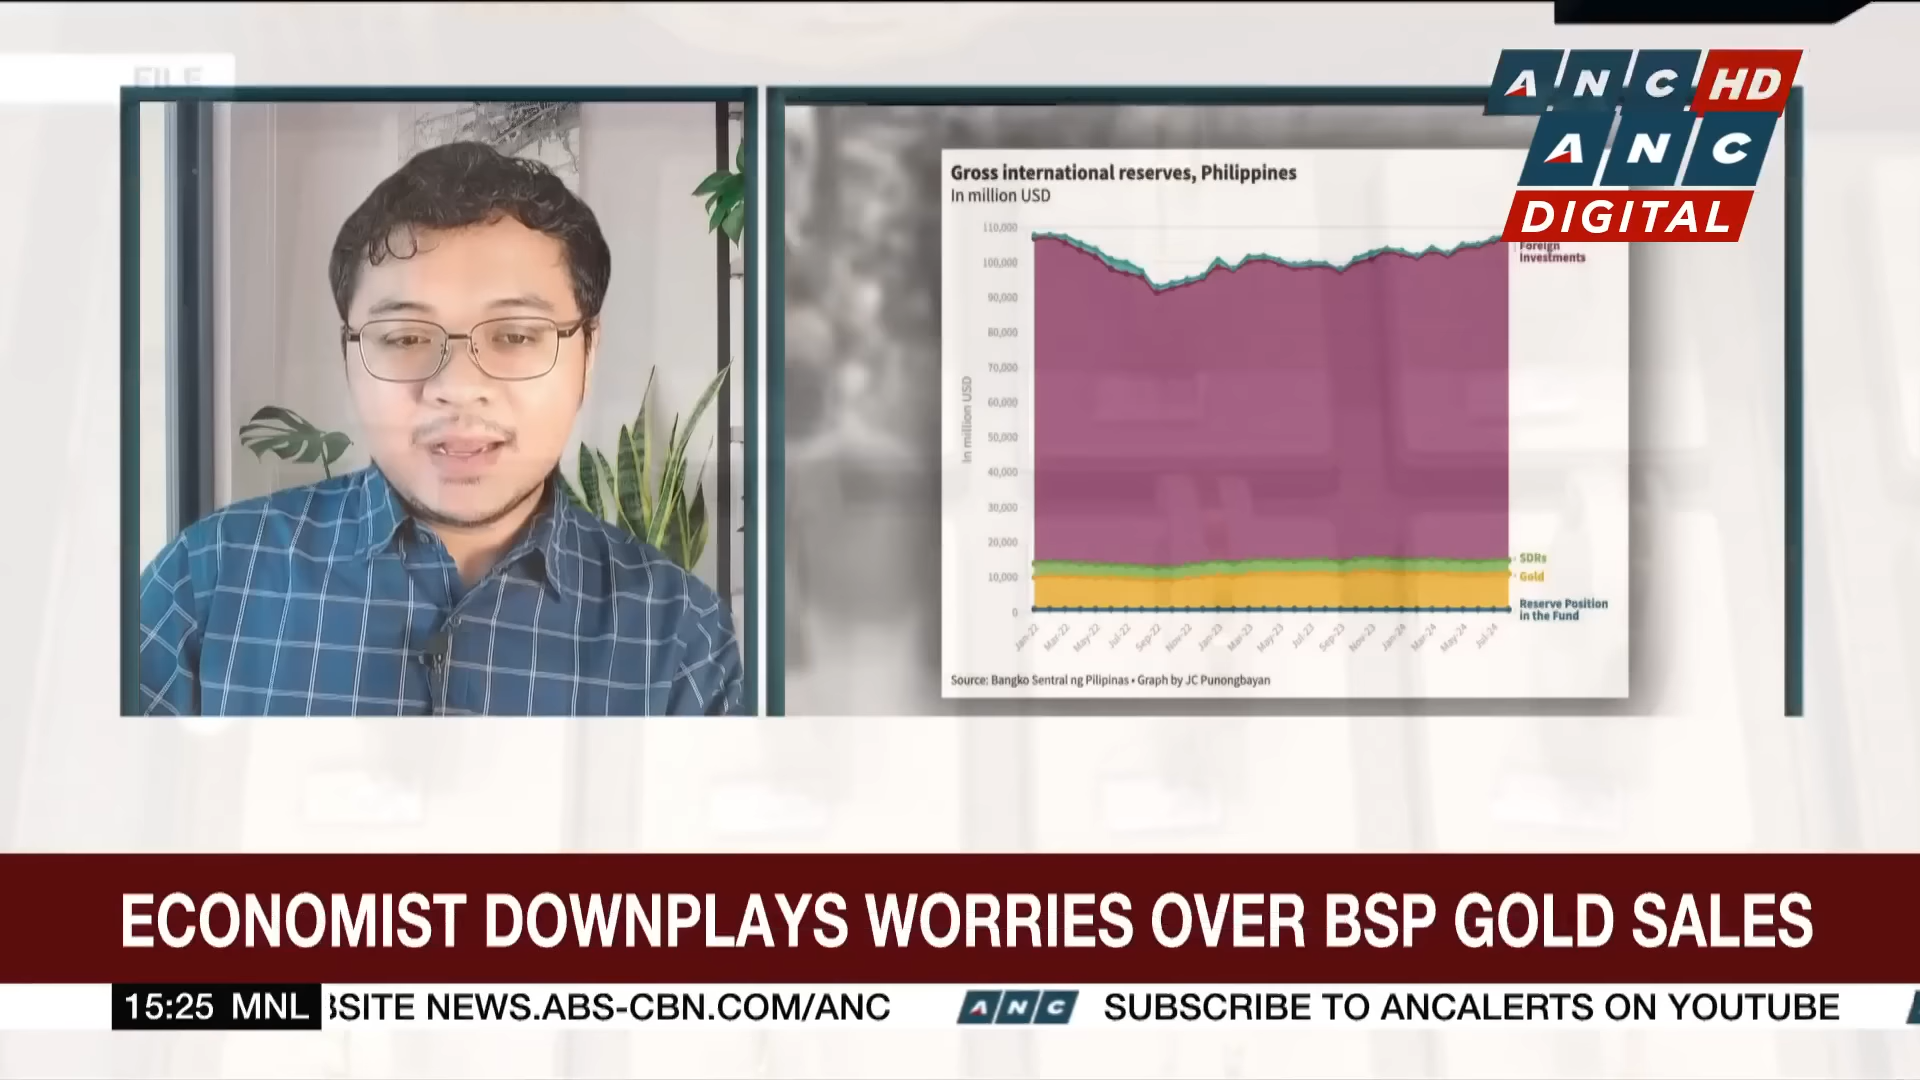 FILE
ANC HD
ANC
DIGITAL
Gross international reserves, Philippines
In million USD
In million USD
110,000
100,000
90,000
80,000
70,000
60,000
50,000
40,000
30,000
20,000
10,000
0
Foreign
Investments
SDRs
Gold
Reserve Position
in the Fund
Jan-22
Mar-22
May-22
Jul-22
Sep-22
Nov-22
Jan-23
Mar-23
May-23
Jul-23
Sep-23
Nov-23
Jan-24
Mar-24
May-24
Jul-24
Source: Bangko Sentral ng Pilipinas • Graph by JC Punongbayan
ECONOMIST DOWNPLAYS WORRIES OVER BSP GOLD SALES
15:25 MNL
BSITE NEWS.ABS-CBN.COM/ANC ANC SUBSCRIBE TO ANCALERTS ON YOUTUBE